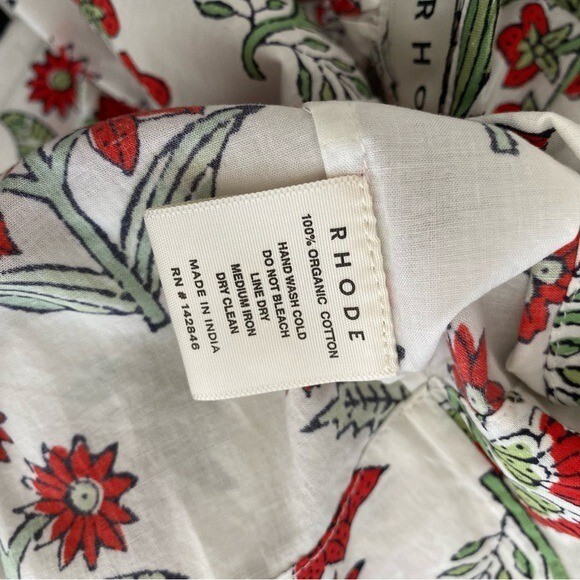 RHODE
100% ORGANIC COTTON
HAND WASH COLD
DO NOT BLEACH
LINE DRY
MEDIUM IRON
DRY CLEAN
MADE IN INDIA
RN # 142846
RHO